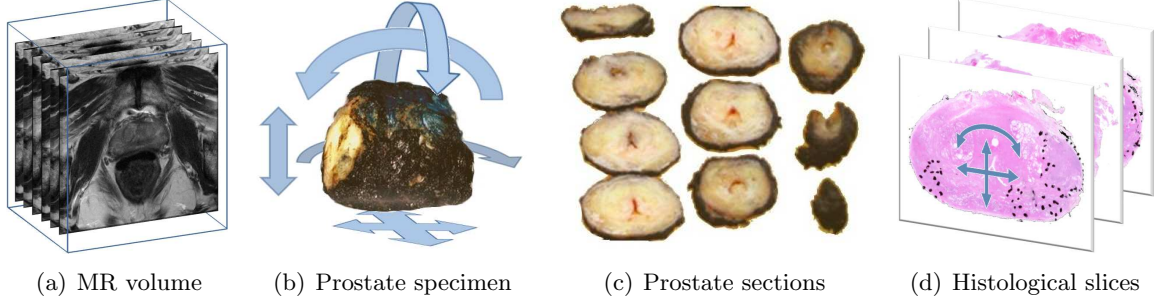 (a) MR volume
(b) Prostate specimen
(c) Prostate sections
(d) Histological slices